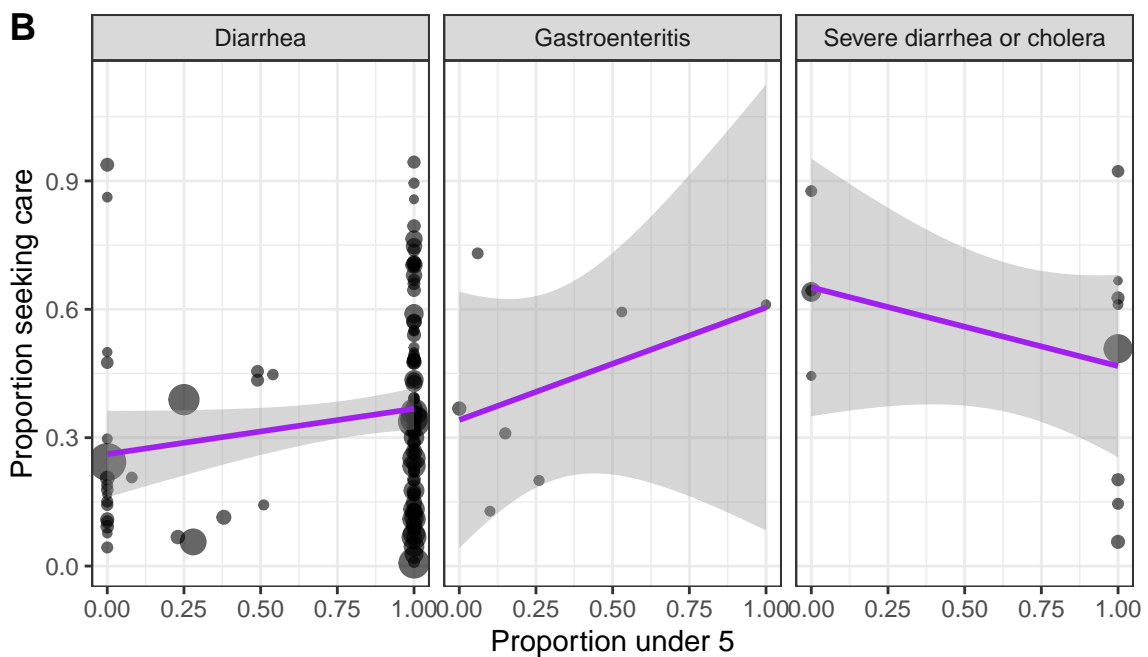 B
Diarrhea
Gastroenteritis
Severe diarrhea or cholera
Proportion seeking care
0.9
0.6
0.3
0.0
0.00 0.25 0.50 0.75 1.00
0.00 0.25 0.50 0.75 1.00
0.00 0.25 0.50 0.75 1.00
Proportion under 5